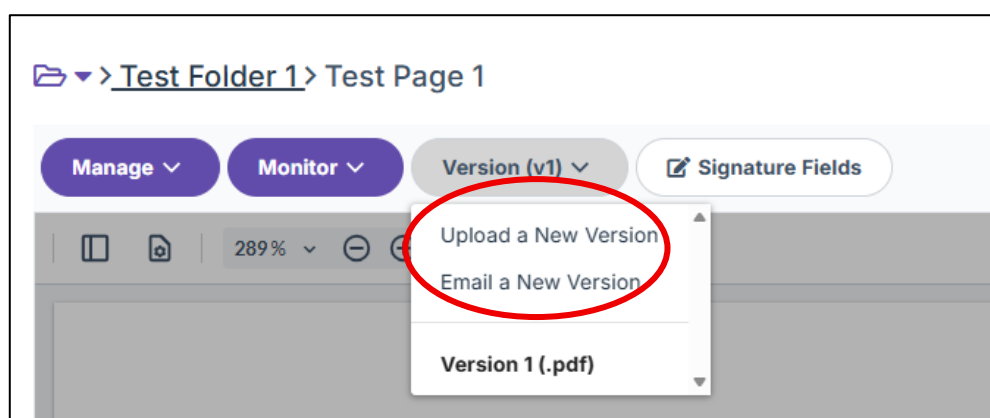 > Test Folder 1 > Test Page 1
Manage Monitor Version (v1) Signature Fields
289%
Upload a New Version
Email a New Version
Version 1 (.pdf)